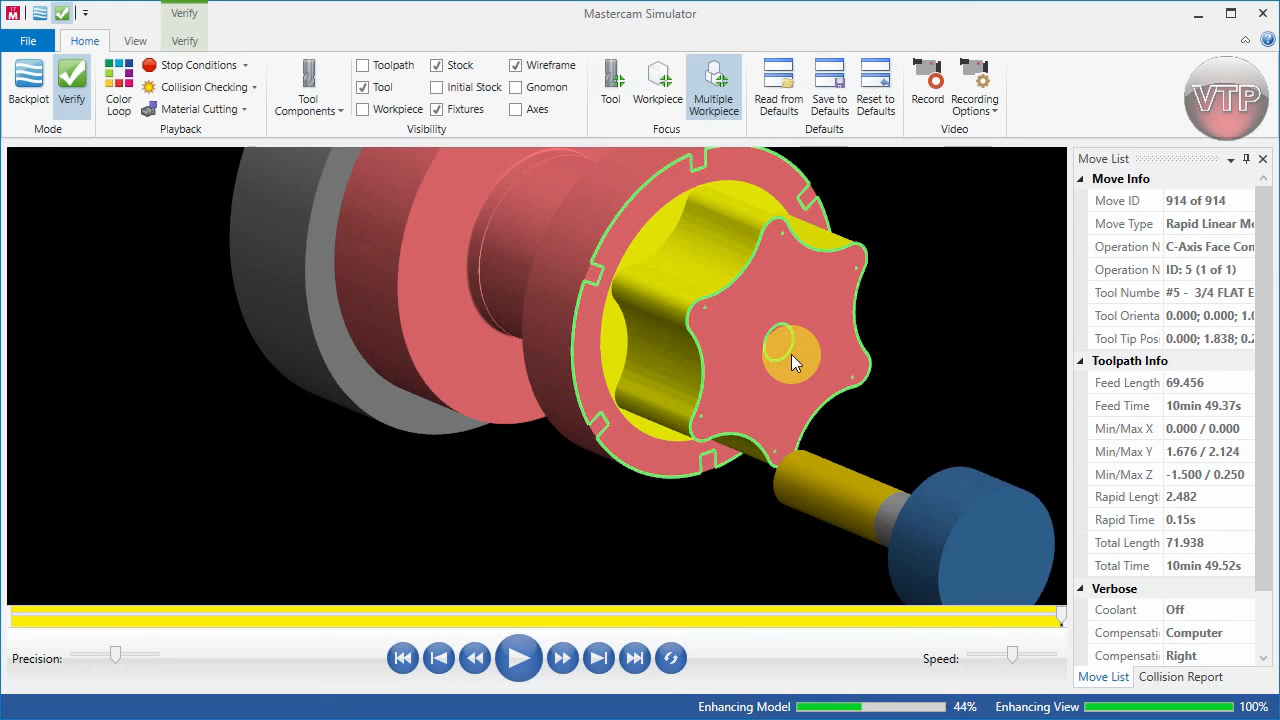 Verify
Mastercam Simulator
File
Home
View
Verify
Backplot
Verify
Mode
Color
Loop
Stop Conditions
Collision Checking
Material Cutting
Playback
Tool
Components
Toolpath
Tool
Workpiece
Stock
Initial Stock
Fixtures
Wireframe
Gnomon
Axes
Visibility
Tool
Workpiece
Multiple
Workpiece
Focus
Read from
Defaults
Save to
Defaults
Reset to
Defaults
Defaults
Record
Recording
Options
Video
VTP
Move List
Move Info
Move ID 914 of 914
Move Type Rapid Linear Mo
Operation N C-Axis Face Con
Operation N ID: 5 (1 of 1)
Tool Numbe #5 - 3/4 FLAT E
Tool Orienta 0.000; 0.000; 1.0
Tool Tip Pos 0.000; 1.838; 0.2
Toolpath Info
Feed Length 69.456
Feed Time 10min 49.37s
Min/Max X 0.000 / 0.000
Min/Max Y 1.676 / 2.124
Min/Max Z -1.500 / 0.250
Rapid Lengt 2.482
Rapid Time 0.15s
Total Length 71.938
Total Time 10min 49.52s
Verbose
Coolant Off
Compensati Computer
Compensati Right
Move List
Collision Report
Precision:
Speed:
Enhancing Model 44%
Enhancing View 100%